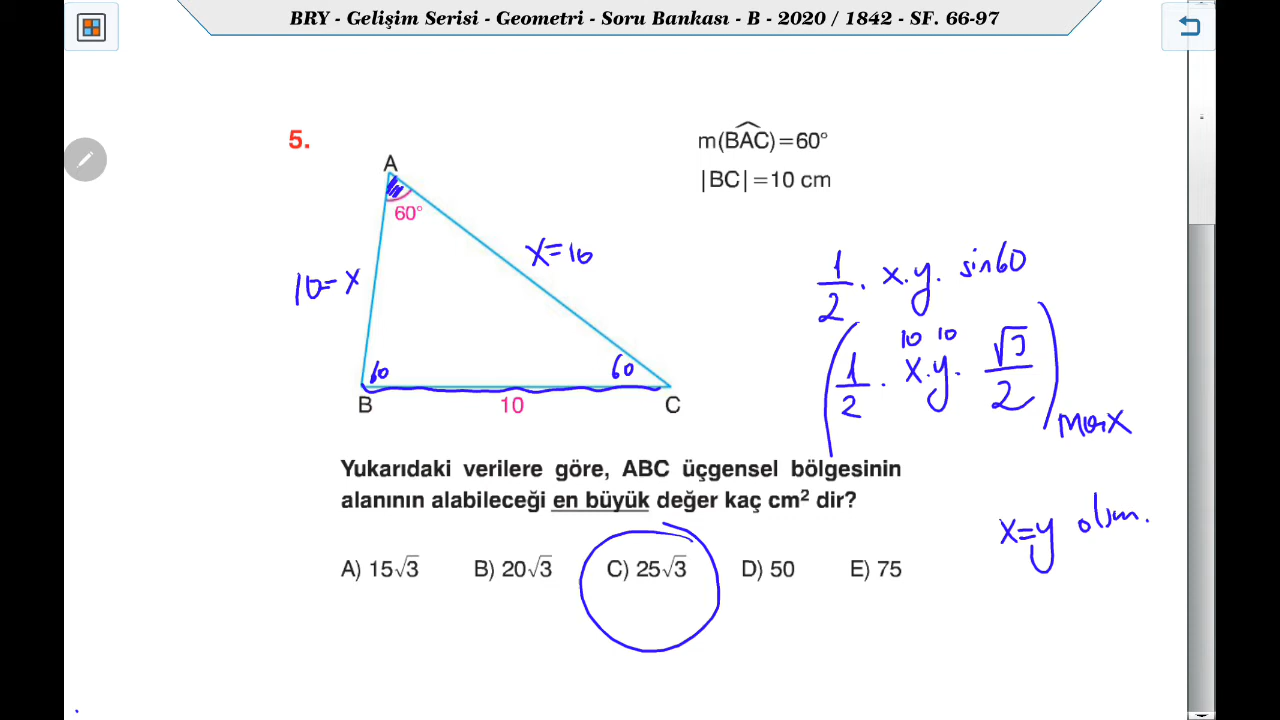 BRY - Gelişim Serisi - Geometri - Soru Bankası - B - 2020 / 1842 - SF. 66-97
5.
m(BAC)=60°
|BC|=10 cm
A
60°
x=10
10=x
60
60
B
10
C
1/2 . x.y. sin60
10 10
(1/2 . x.y. √3/2) max
x=y olsm.
Yukarıdaki verilere göre, ABC üçgensel bölgesinin
alanının alabileceği en büyük değer kaç cm² dir?
A) 15√3 B) 20√3 C) 25√3 D) 50 E) 75